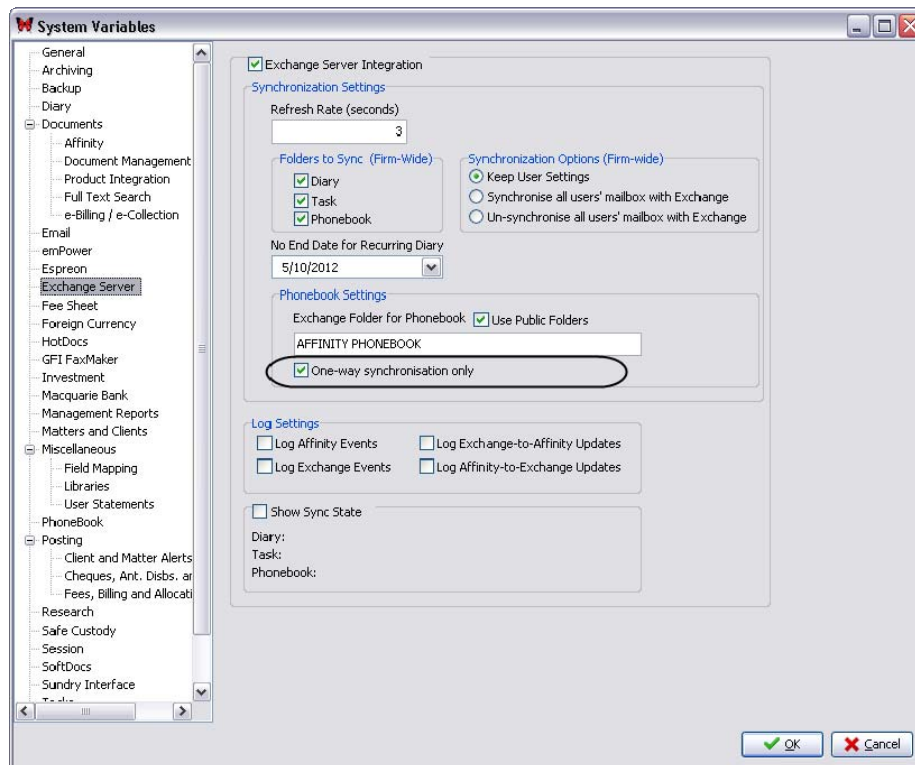 System Variables
General
Archiving
Backup
Diary
Documents
Affinity
Document Management
Product Integration
Full Text Search
e-Billing / e-Collection
Email
emPower
Espreon
Exchange Server
Fee Sheet
Foreign Currency
HotDocs
GFI FaxMaker
Investment
Macquarie Bank
Management Reports
Matters and Clients
Miscellaneous
Field Mapping
Libraries
User Statements
PhoneBook
Posting
Client and Matter Alerts
Cheques, Ant. Disbs. ar
Fees, Billing and Allocati
Research
Safe Custody
Session
SoftDocs
Sundry Interface
Exchange Server Integration
Synchronization Settings
Refresh Rate (seconds)
3
Folders to Sync (Firm-Wide)
Diary
Task
Phonebook
Synchronization Options (Firm-wide)
Keep User Settings
Synchronise all users' mailbox with Exchange
Un-synchronise all users' mailbox with Exchange
No End Date for Recurring Diary
5/10/2012
Phonebook Settings
Exchange Folder for Phonebook Use Public Folders
AFFINITY PHONEBOOK
One-way synchronisation only
Log Settings
Log Affinity Events Log Exchange-to-Affinity Updates
Log Exchange Events Log Affinity-to-Exchange Updates
Show Sync State
Diary:
Task:
Phonebook:
OK Cancel